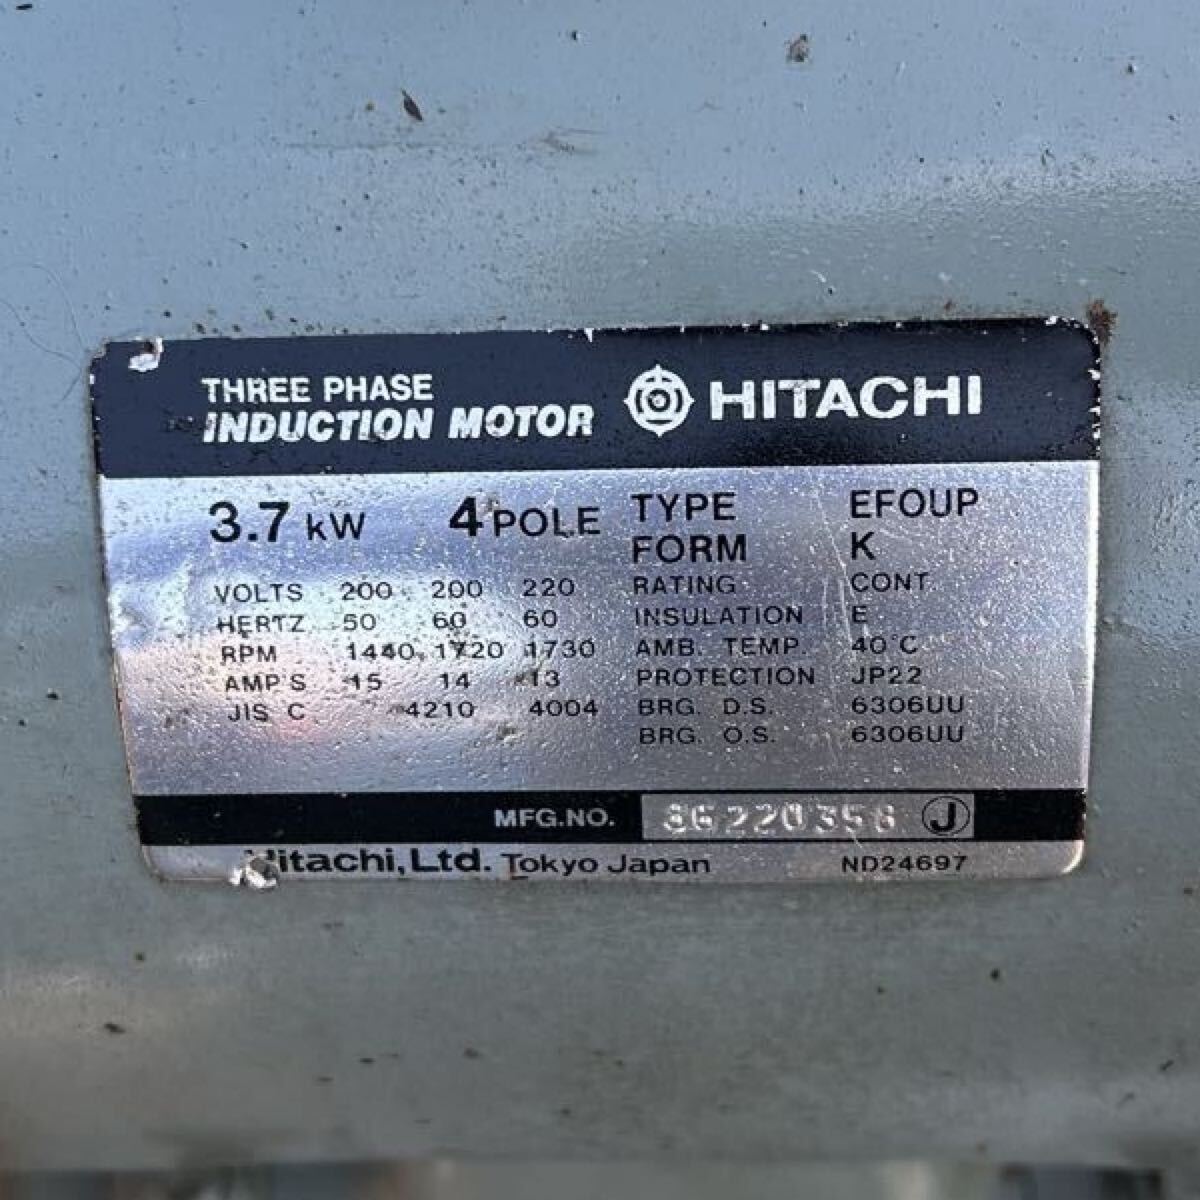 THREE PHASE
INDUCTION MOTOR
HITACHI
3.7 kW 4 POLE
VOLTS 200 200 220
HERTZ 50 60 60
RPM 1440 1720 1730
AMP'S 15 14 13
JIS C 4210 4004
TYPE EFOUP
FORM K
RATING CONT
INSULATION E
AMB. TEMP. 40°C
PROTECTION JP22
BRG. D.S. 6306UU
BRG. O.S. 6306UU
MFG.NO. J
Hitachi, Ltd. Tokyo Japan ND24697